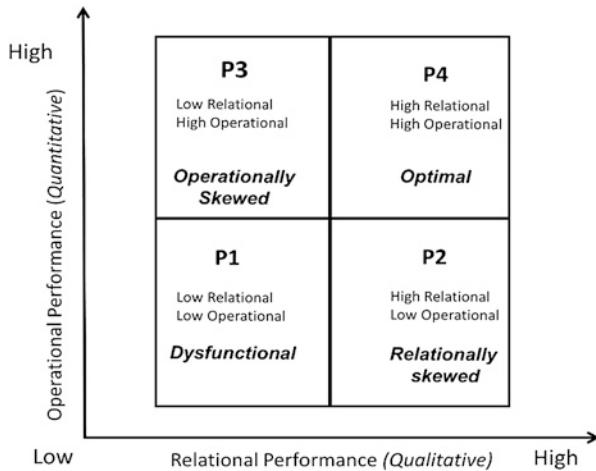 High
Operational Performance (Quantitative)
P3
Low Relational
High Operational
Operationally
Skewed
P4
High Relational
High Operational
Optimal
P1
Low Relational
Low Operational
Dysfunctional
P2
High Relational
Low Operational
Relationally
skewed
Low
Relational Performance (Qualitative)
High